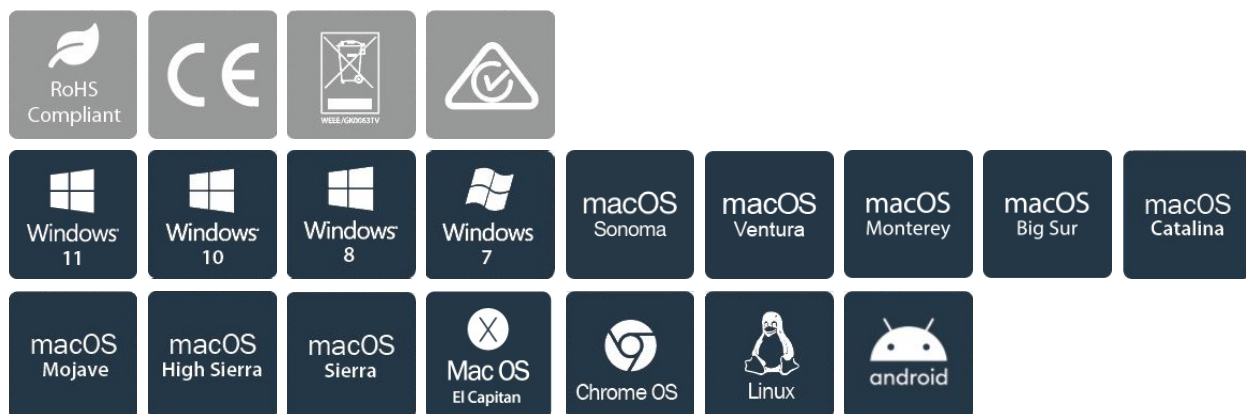 RoHS
Compliant
CE
WEEE/GK0063TV
Windows
11
Windows
10
Windows
8
Windows
7
macOS
Sonoma
macOS
Ventura
macOS
Monterey
macOS
Big Sur
macOS
Catalina
macOS
Mojave
macOS
High Sierra
macOS
Sierra
X
Mac OS
El Capitan
Chrome OS
Linux
android